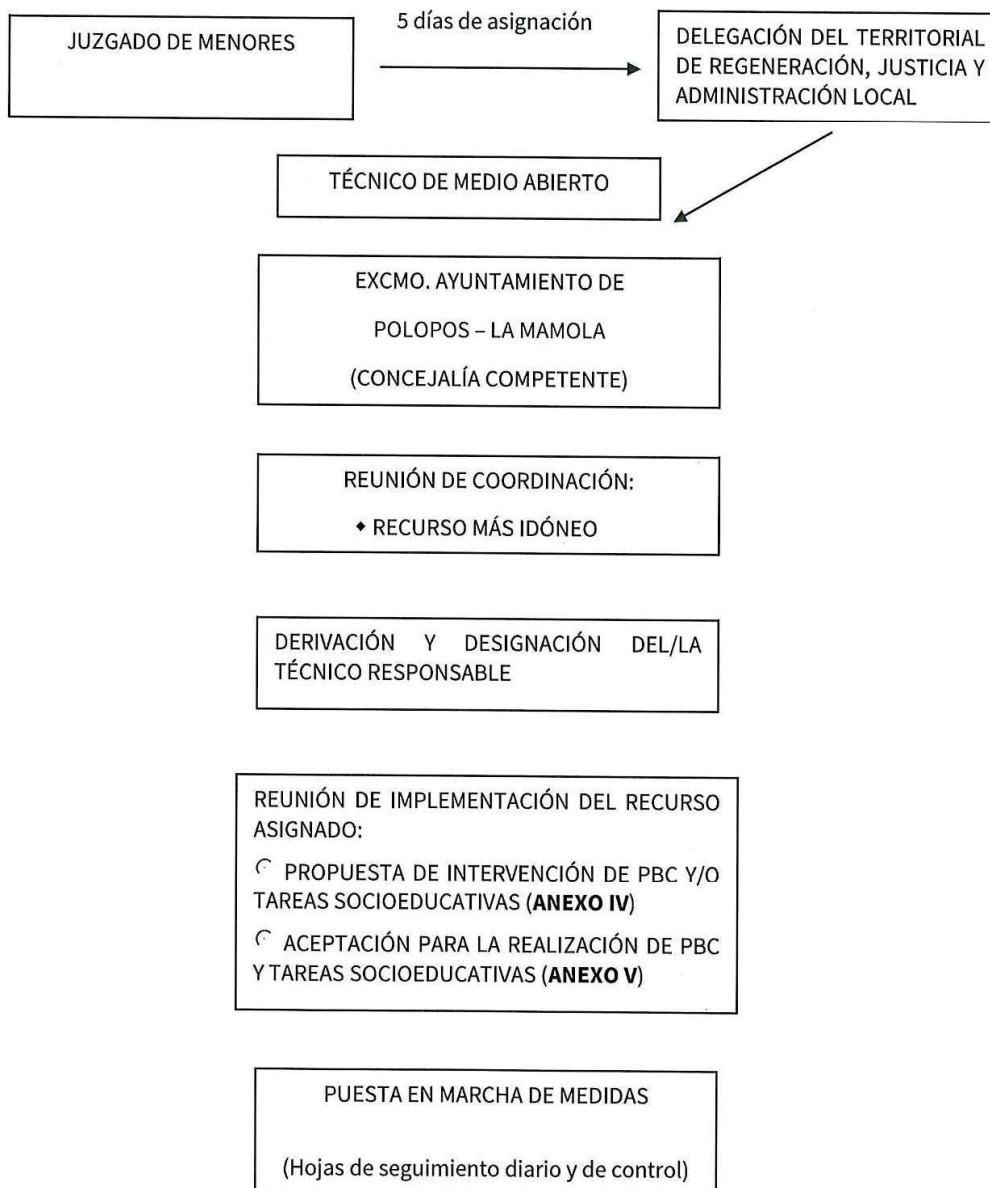 JUZGADO DE MENORES
5 días de asignación
DELEGACIÓN DEL TERRITORIAL
DE REGENERACIÓN, JUSTICIA Y
ADMINISTRACIÓN LOCAL
TÉCNICO DE MEDIO ABIERTO
EXCMO. AYUNTAMIENTO DE
POLOPOS – LA MAMOLA
(CONCEJALÍA COMPETENTE)
REUNIÓN DE COORDINACIÓN:
◆ RECURSO MÁS IDÓNEO
DERIVACIÓN Y DESIGNACIÓN DEL/LA
TÉCNICO RESPONSABLE
REUNIÓN DE IMPLEMENTACIÓN DEL RECURSO
ASIGNADO:
PROPUESTA DE INTERVENCIÓN DE PBC Y/O
TAREAS SOCIOEDUCATIVAS (ANEXO IV)
ACEPTACIÓN PARA LA REALIZACIÓN DE PBC
Y TAREAS SOCIOEDUCATIVAS (ANEXO V)
PUESTA EN MARCHA DE MEDIDAS
(Hojas de seguimiento diario y de control)